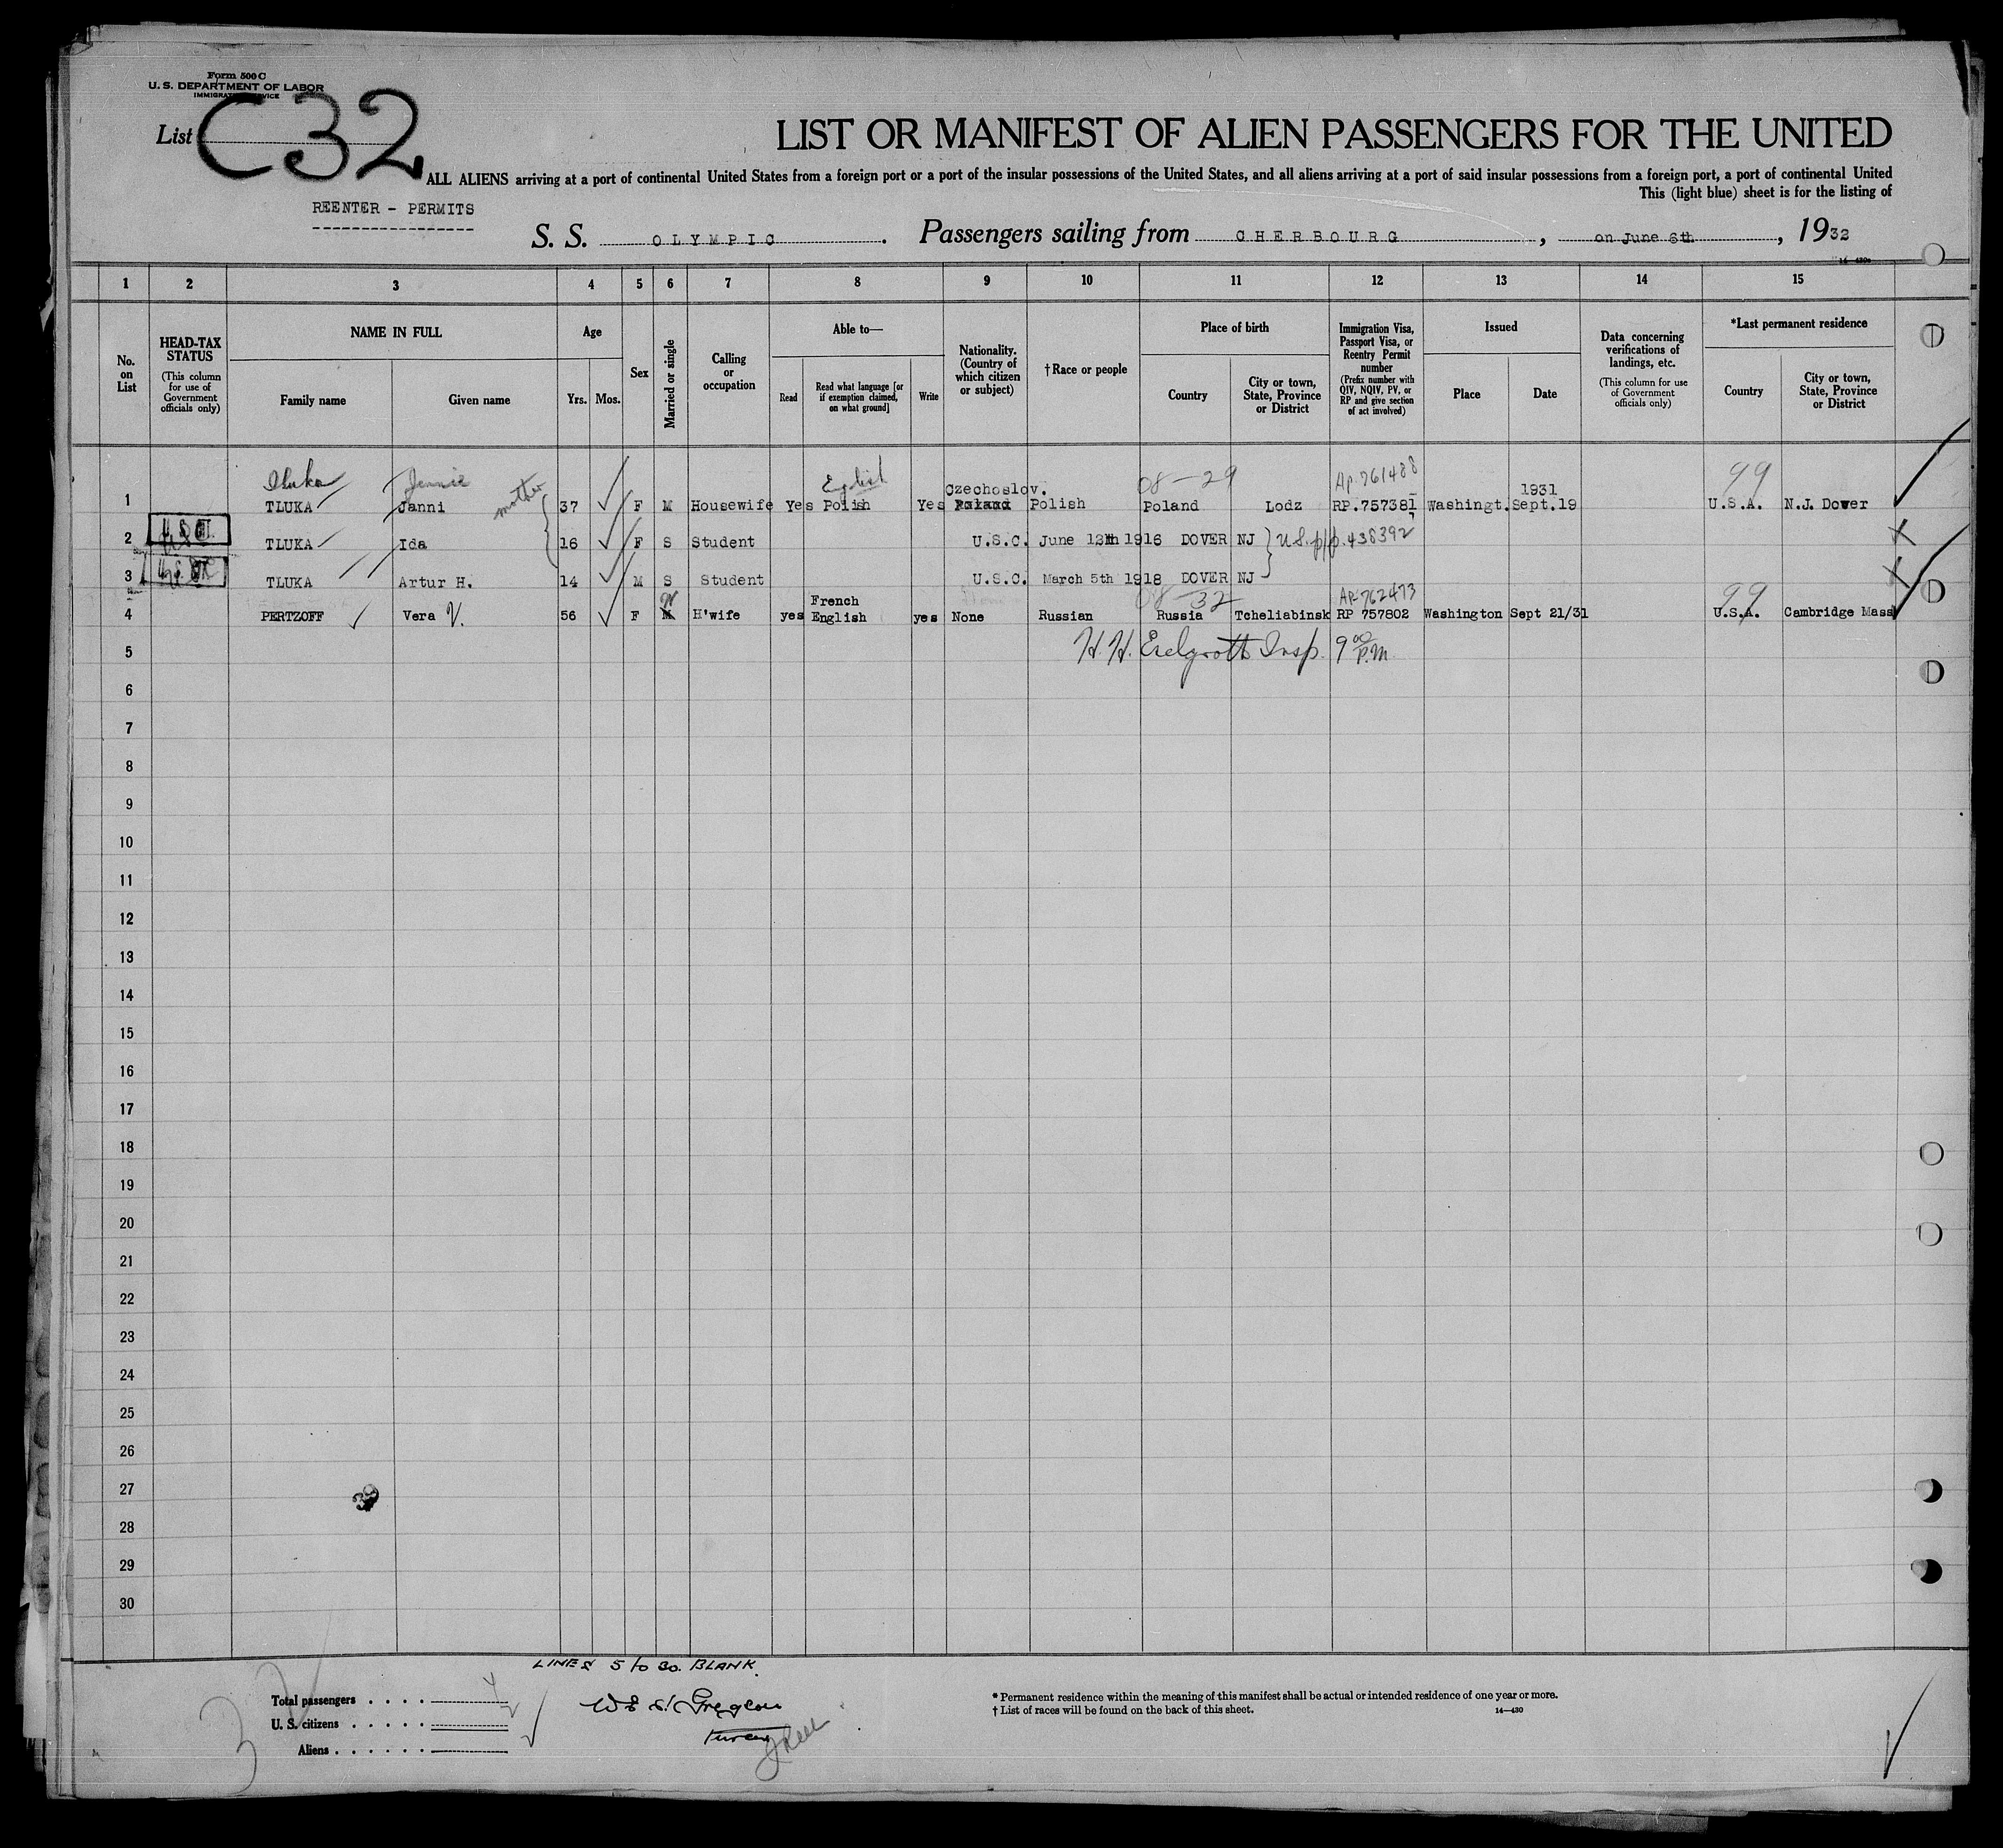 Form 500 C
U. S. DEPARTMENT OF LABOR
IMMIGRATION SERVICE
List C32
LIST OR MANIFEST OF ALIEN PASSENGERS FOR THE UNITED
ALL ALIENS arriving at a port of continental United States from a foreign port or a port of the insular possessions of the United States, and all aliens arriving at a port of said insular possessions from a foreign port, a port of continental United
This (light blue) sheet is for the listing of
REENTER - PERMITS
S. S. OLYMPIC. Passengers sailing from CHERBOURG, on June 6th, 1932
1 2 3 4 5 6 7 8 9 10 11 12 13 14 15
No. on List
HEAD-TAX STATUS (This column for use of Government officials only)
NAME IN FULL
Family name Given name
Age
Yrs. Mos.
Sex
Married or single
Calling or occupation
Able to—
Read Read what language [or if exemption claimed, on what ground] Write
Nationality. (Country of which citizen or subject)
†Race or people
Place of birth
Country City or town, State, Province or District
Immigration Visa, Passport Visa, or Reentry Permit number (Prefix number with QIV, NQIV, PV, or RP and give section of act involved)
Issued
Place Date
Data concerning verifications of landings, etc. (This column for use of Government officials only)
*Last permanent residence
Country City or town, State, Province or District
Tluka Jennie mother English Czechoslov. 08-29 Ap. 761488 1931 99
1 TLUKA Janni 37 F M Housewife Yes Polish Yes Poland Polish Poland Lodz RP.757381 Washingt. Sept.19 U.S.A. N.J. Dower
2 TLUKA Ida 16 F S Student U.S.C. June 12th 1916 DOVER NJ U.S. p/p. 438392
3 TLUKA Artur H. 14 M S Student U.S.C. March 5th 1918 DOVER NJ
French 08-32 Ap. 762473 99
4 PERTZOFF Vera V. 56 F M H'wife yes English yes None Russian Russia Tcheliabinsk RP 757802 Washington Sept 21/31 U.S.A. Cambridge Mass
5 Insp. 9 00 P.M
6
7
8
9
10
11
12
13
14
15
16
17
18
19
20
21
22
23
24
25
26
27
28
29
30
LINES 5 to 30. BLANK.
Total passengers
U. S. citizens
Aliens
* Permanent residence within the meaning of this manifest shall be actual or intended residence of one year or more.
† List of races will be found on the back of this sheet.
14—430